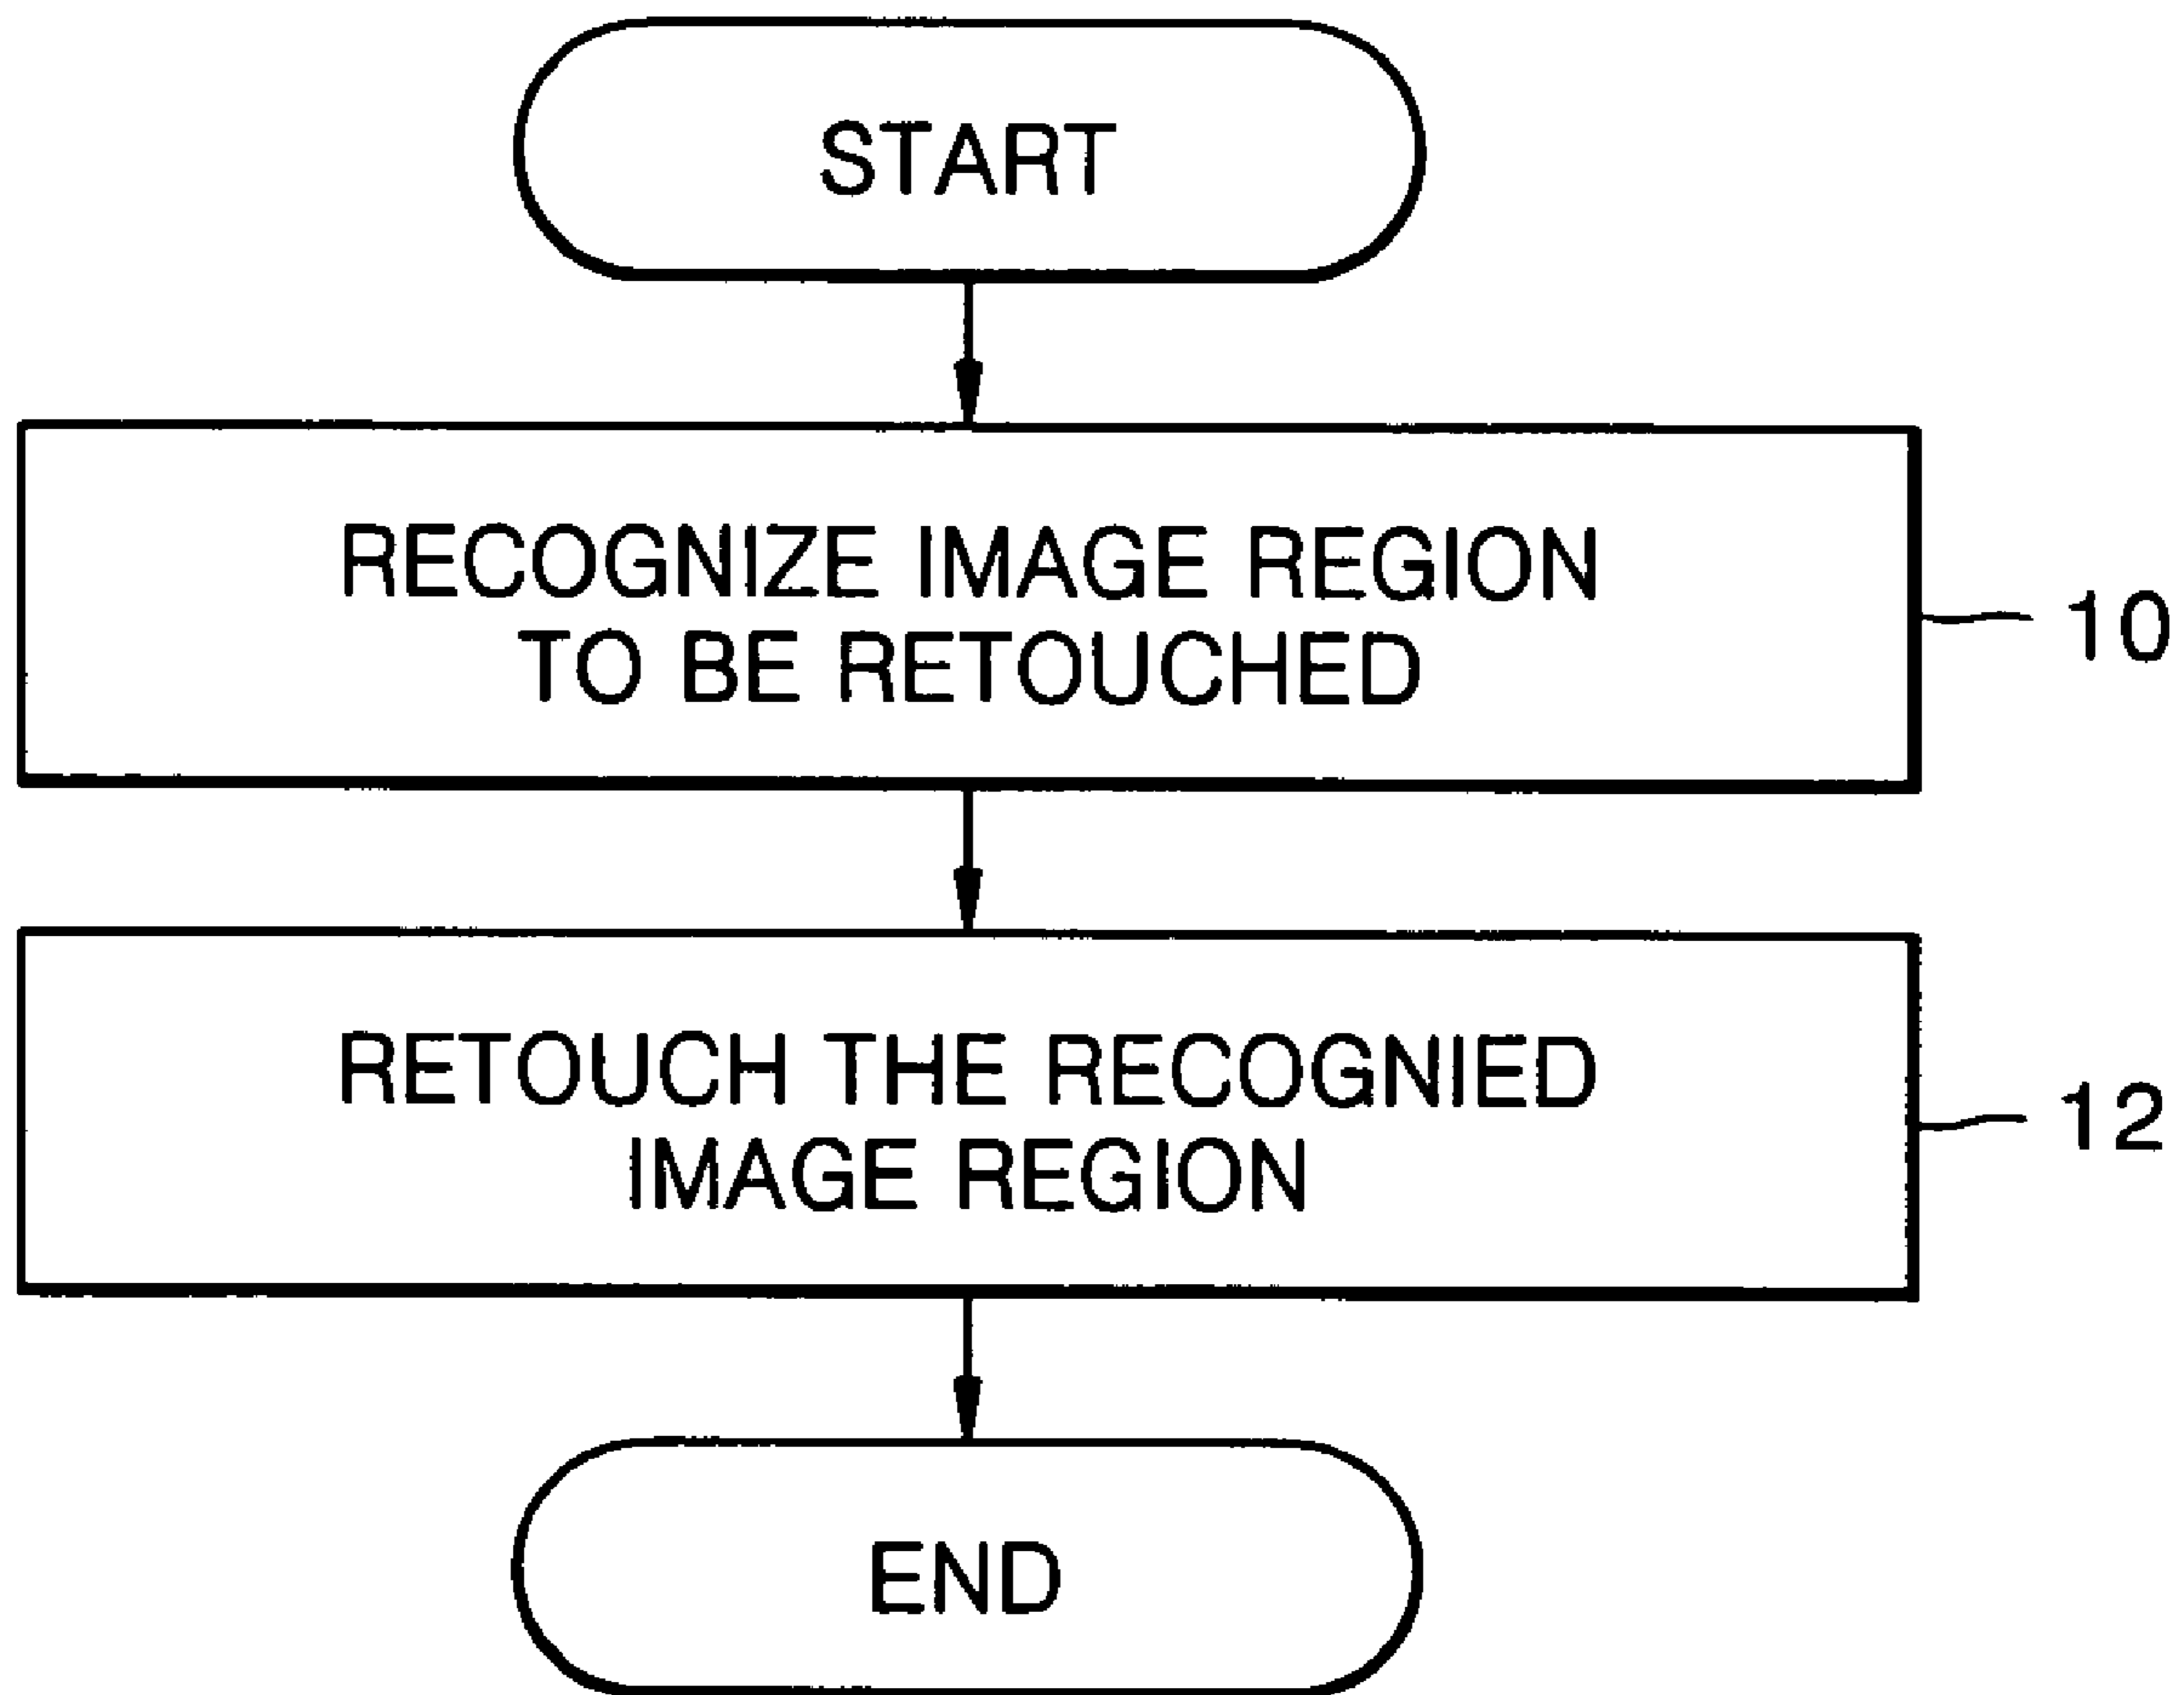 START
RECOGNIZE IMAGE REGION
TO BE RETOUCHED
10
RETOUCH THE RECOGNIED
IMAGE REGION
12
END